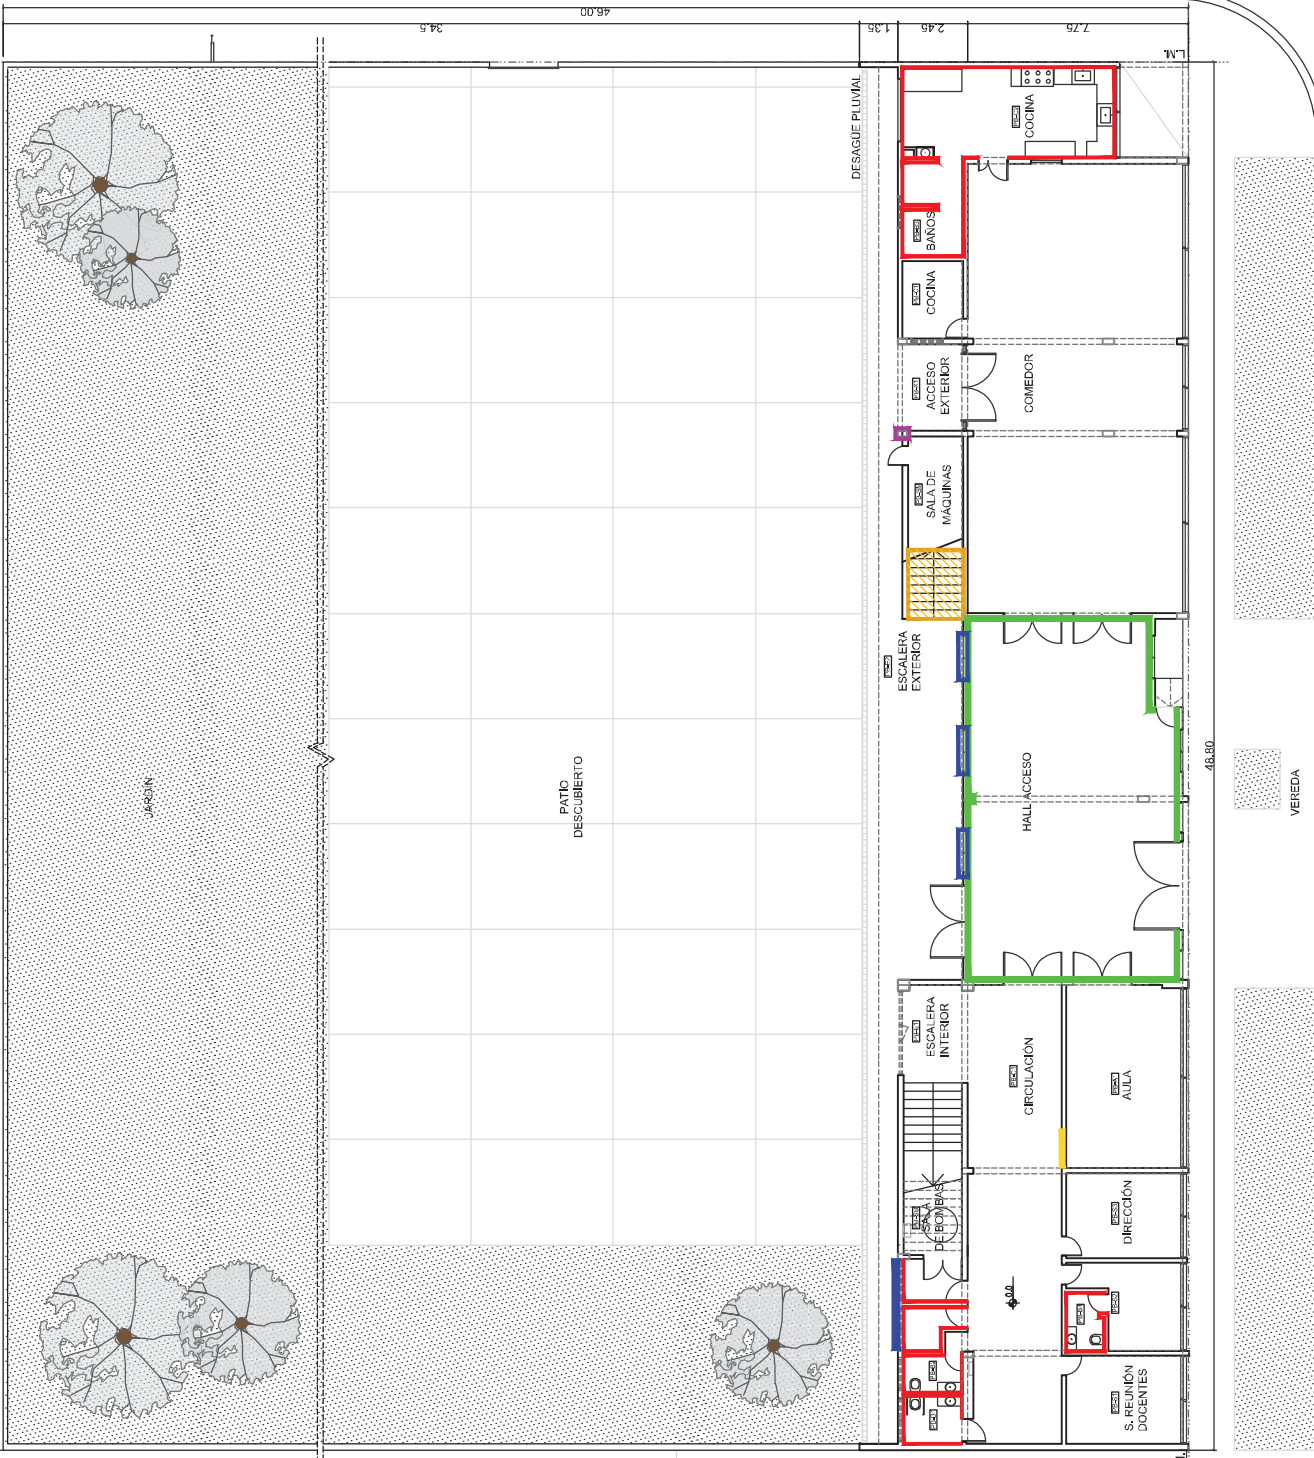 46.00
34.5
1.35
2.45
7.75
L.M.
DESAGÜE PLUVIAL
COCINA
BAÑOS
COCINA
ACCESO
EXTERIOR
COMEDOR
SALA DE
MÁQUINAS
ESCALERA
EXTERIOR
HALL ACCESO
48.80
VEREDA
JARDÍN
PATIO
DESCUBIERTO
ESCALERA
INTERIOR
CIRCULACIÓN
AULA
SALA
DE BOMBAS
DIRECCIÓN
0.0
S. REUNIÓN
DOCENTES